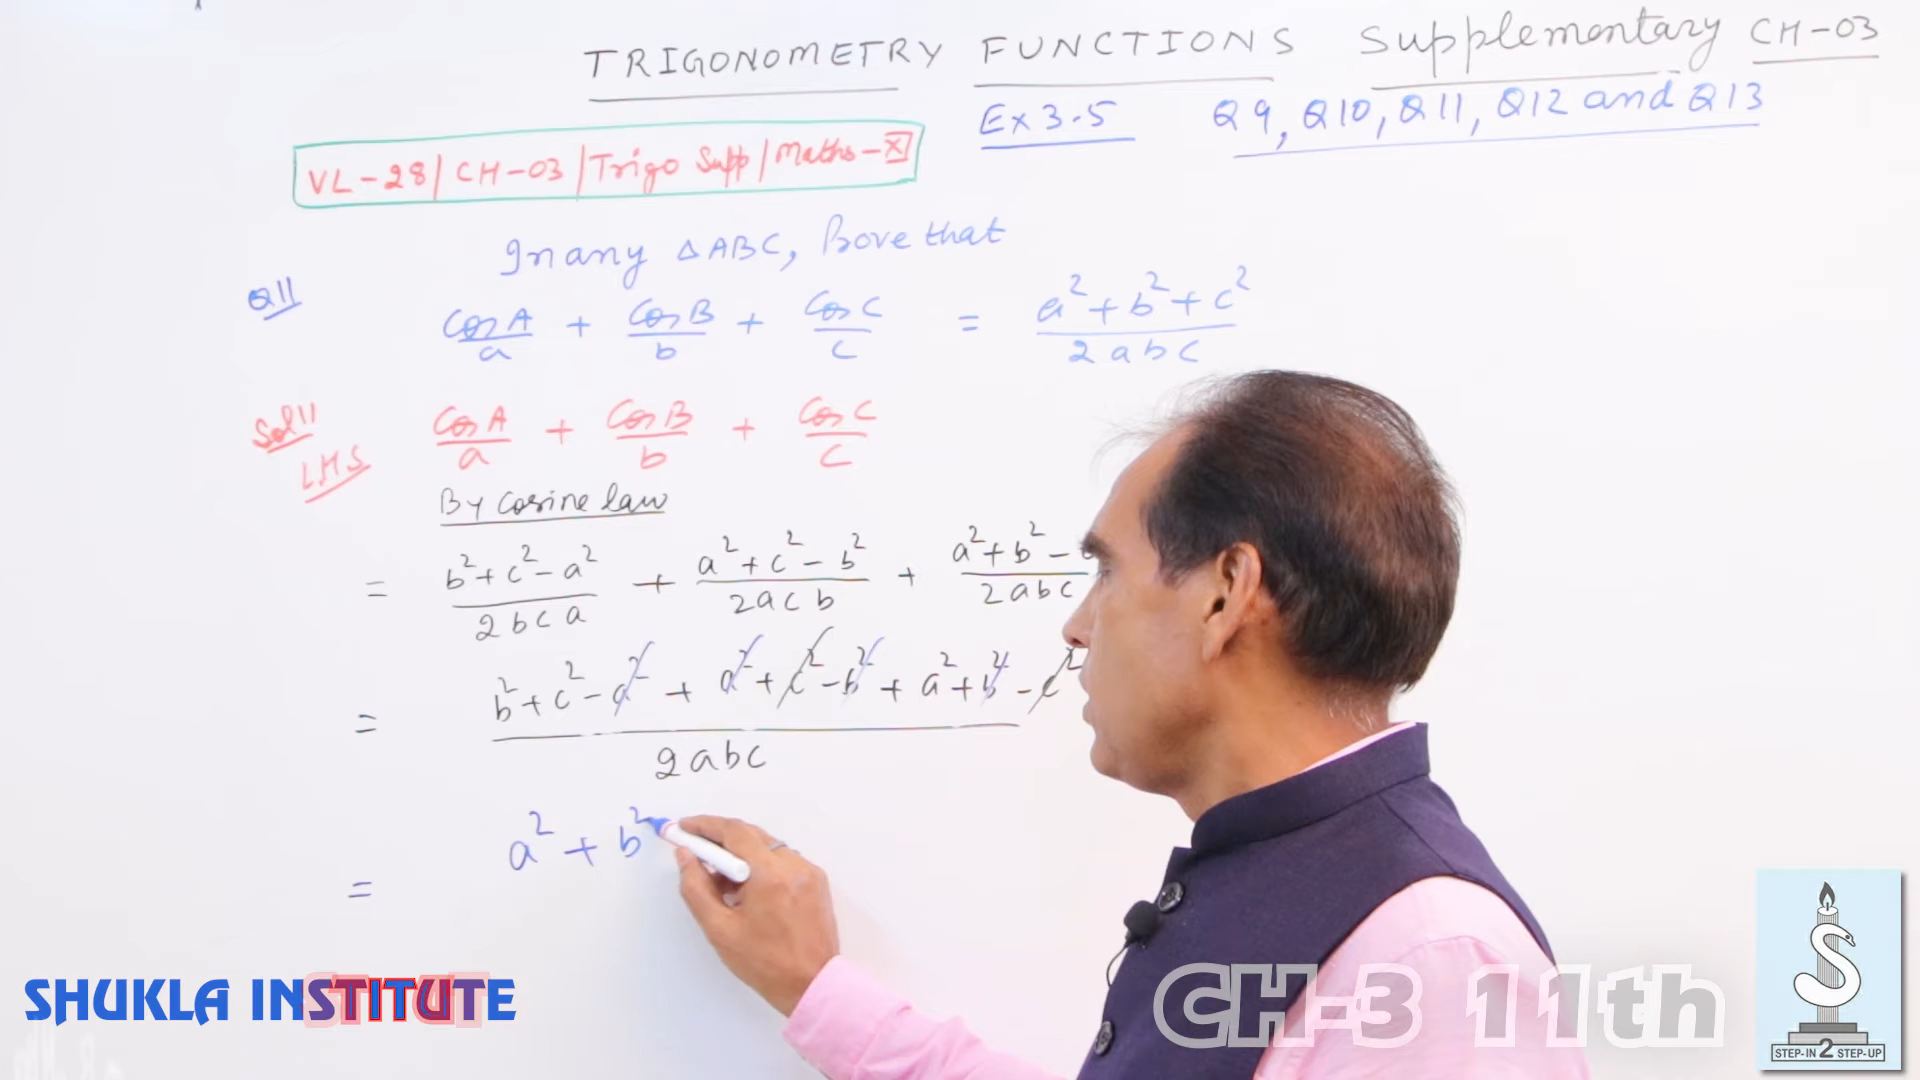 TRIGONOMETRY FUNCTIONS Supplementary CH-03
Ex 3.5 Q9, Q10, Q11, Q12 and Q13
VL-28/CH-03/Trigo Supp/Maths-XI
In any △ABC, Prove that
Q11
CosA/a + CosB/b + CosC/c = a²+b²+c²/2abc
Sol11
LHS
CosA/a + CosB/b + CosC/c
By Cosine law
= b²+c²-a²/2bca + a²+c²-b²/2acb + a²+b²-/2abc
= b²+c²-a² + a²+c²-b² + a²+b²-c²/2abc
= a² + b²
SHUKLA INSTITUTE
CH-3 11th
S
STEP-IN 2 STEP-UP